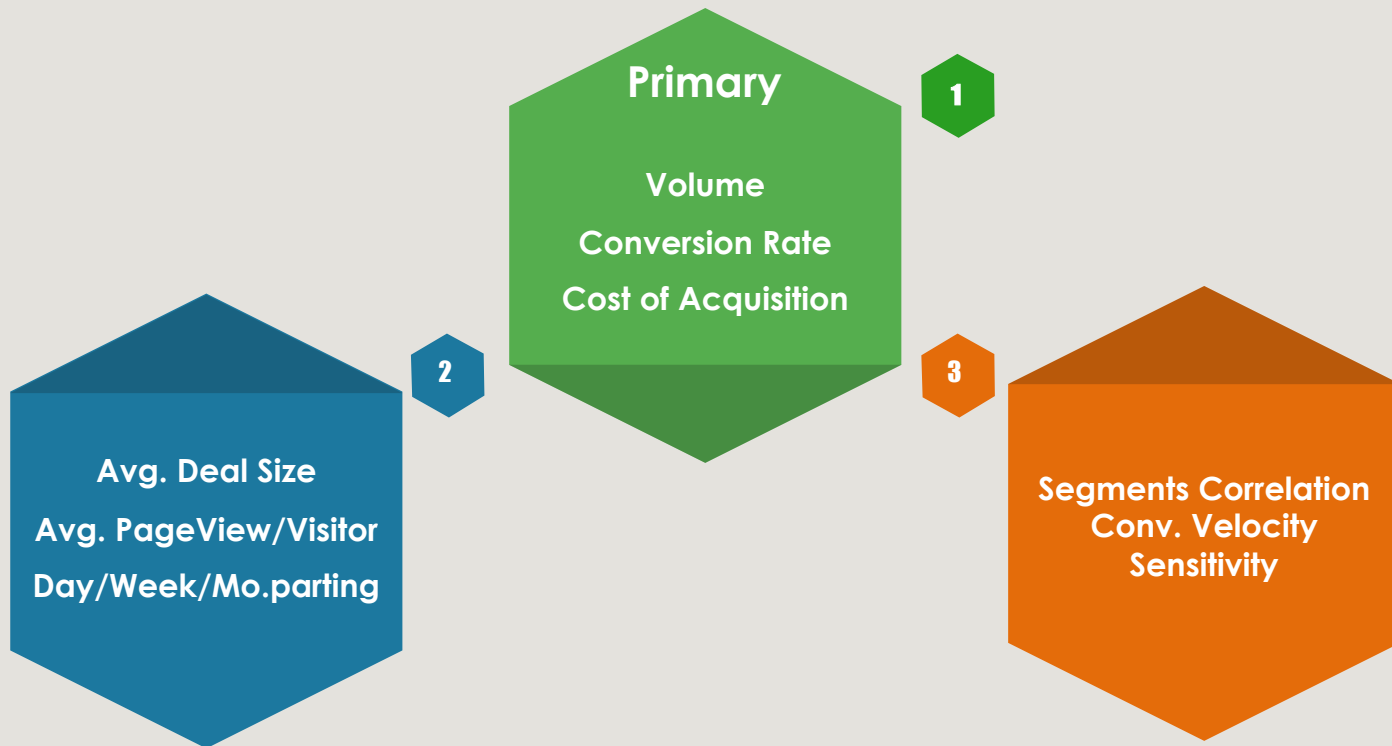 Primary
1
Volume
Conversion Rate
Cost of Acquisition
2
Avg. Deal Size
Avg. PageView/Visitor
Day/Week/Mo.parting
3
Segments Correlation
Conv. Velocity
Sensitivity